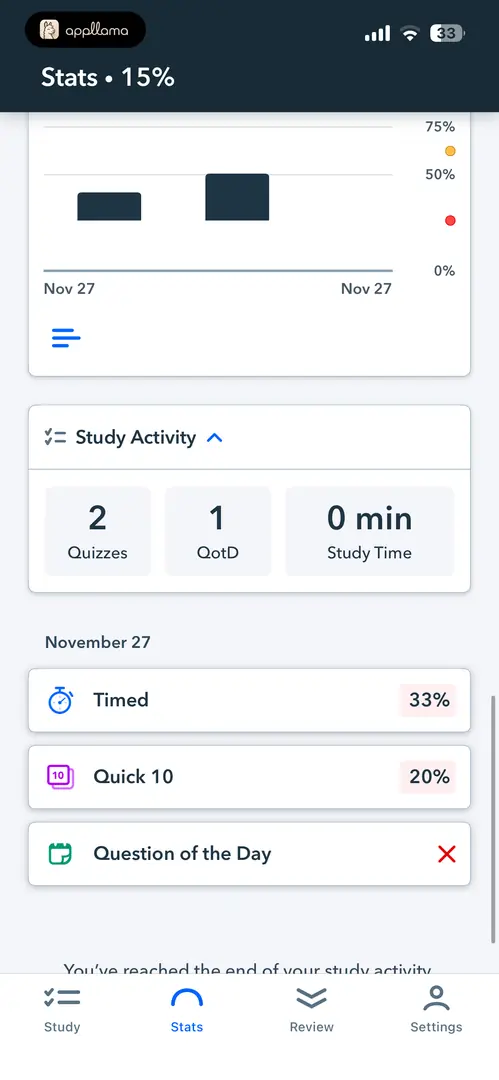 appllama
33
Stats • 15%
75%
50%
0%
Nov 27
Nov 27
Study Activity
2
Quizzes
1
QotD
0 min
Study Time
November 27
Timed
33%
10
Quick 10
20%
Question of the Day
You've reached the end of your study activity
Study
Stats
Review
Settings